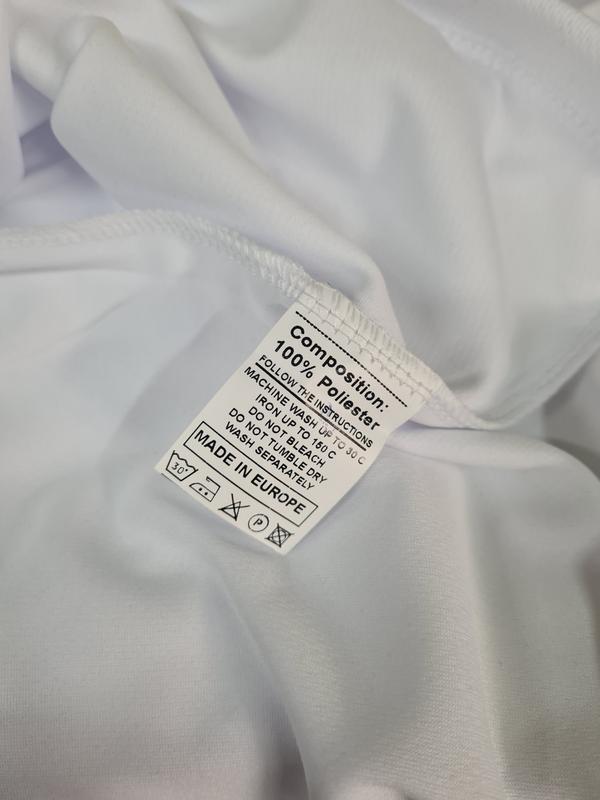 Composition:
100% Poliester
FOLLOW THE INSTRUCTIONS
MACHINE WASH UP TO 30 C
IRON UP TO 150 C
DO NOT BLEACH
DO NOT TUMBLE DRY
WASH SEPARATELY
MADE IN EUROPE
30° P